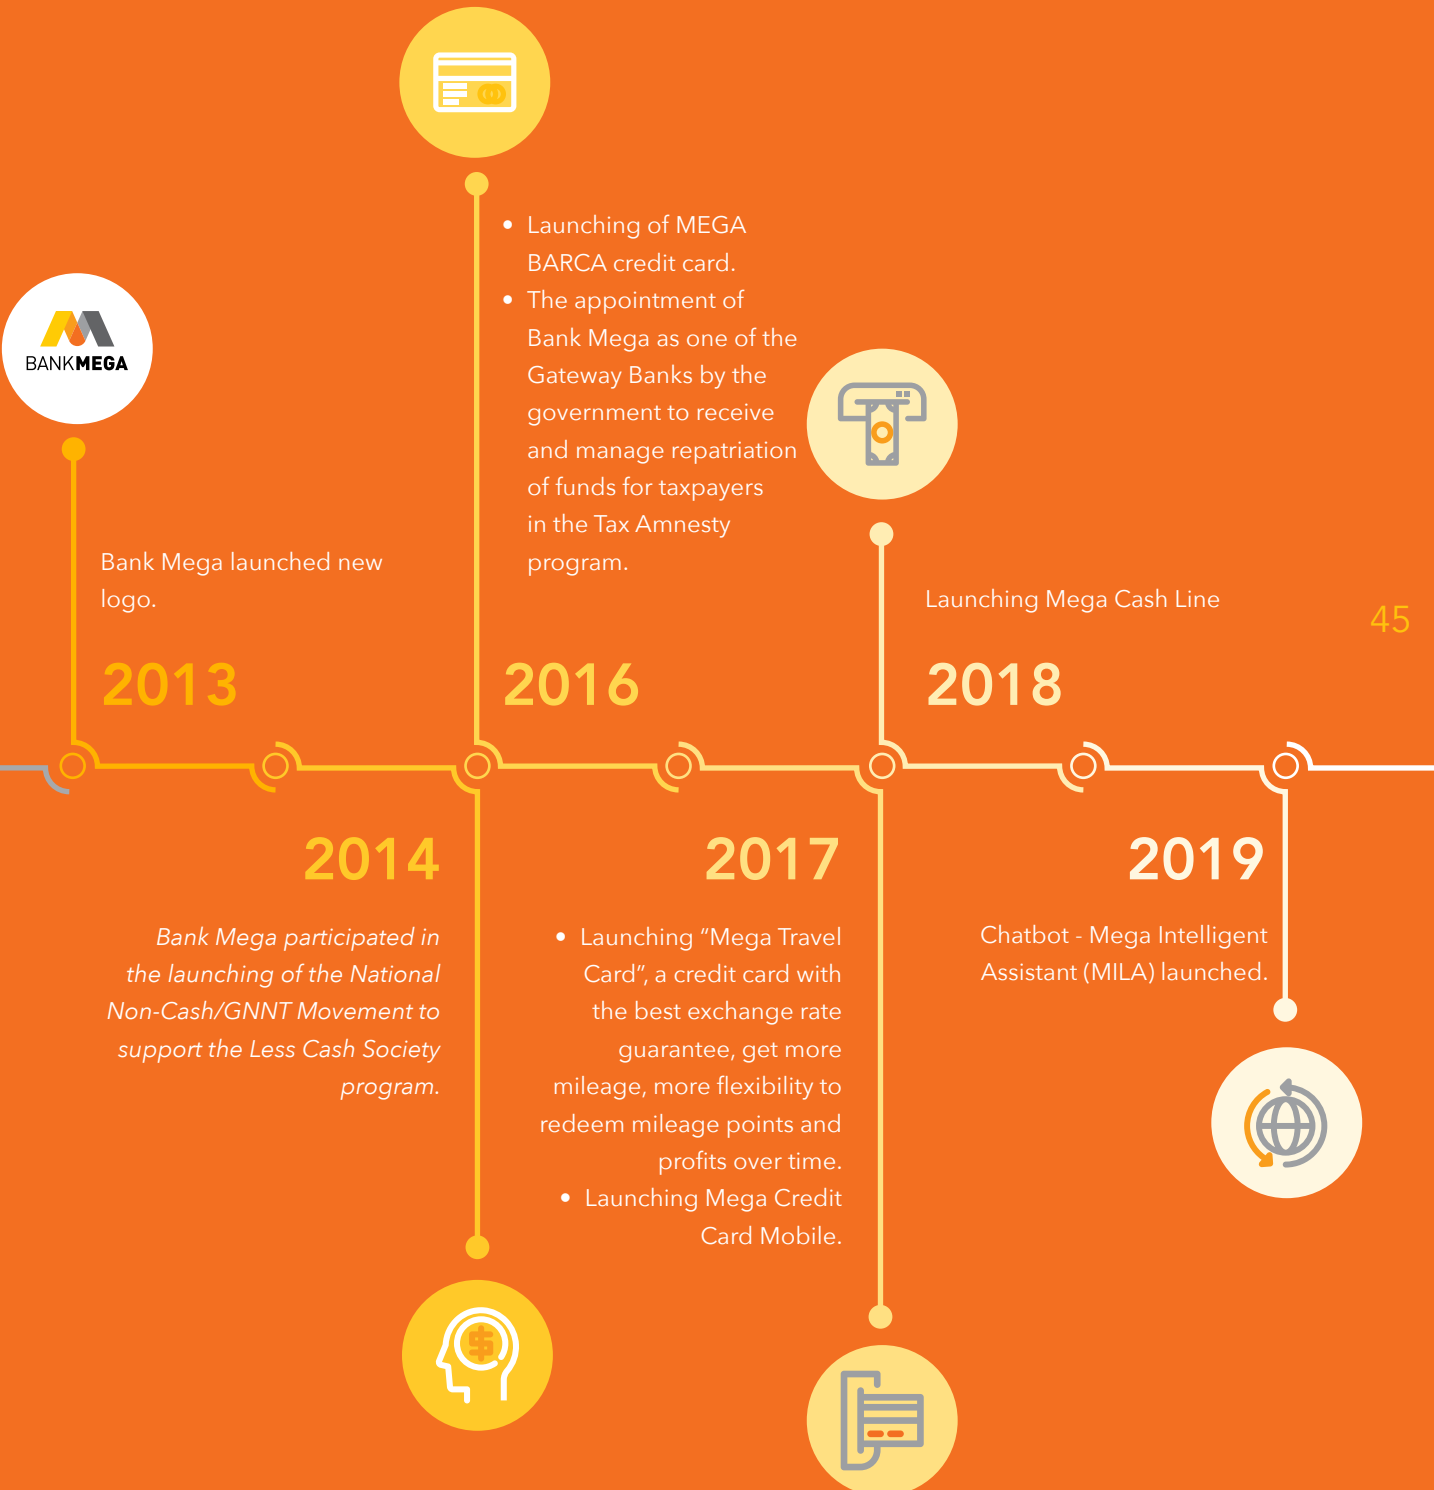 BANKMEGA
Bank Mega launched new
logo.
2013
• Launching of MEGA
BARCA credit card.
• The appointment of
Bank Mega as one of the
Gateway Banks by the
government to receive
and manage repatriation
of funds for taxpayers
in the Tax Amnesty
program.
2016
Launching Mega Cash Line
2018
45
2014
Bank Mega participated in
the launching of the National
Non-Cash/GNNT Movement to
support the Less Cash Society
program.
2017
• Launching “Mega Travel
Card”, a credit card with
the best exchange rate
guarantee, get more
mileage, more flexibility to
redeem mileage points and
profits over time.
• Launching Mega Credit
Card Mobile.
2019
Chatbot - Mega Intelligent
Assistant (MILA) launched.
$